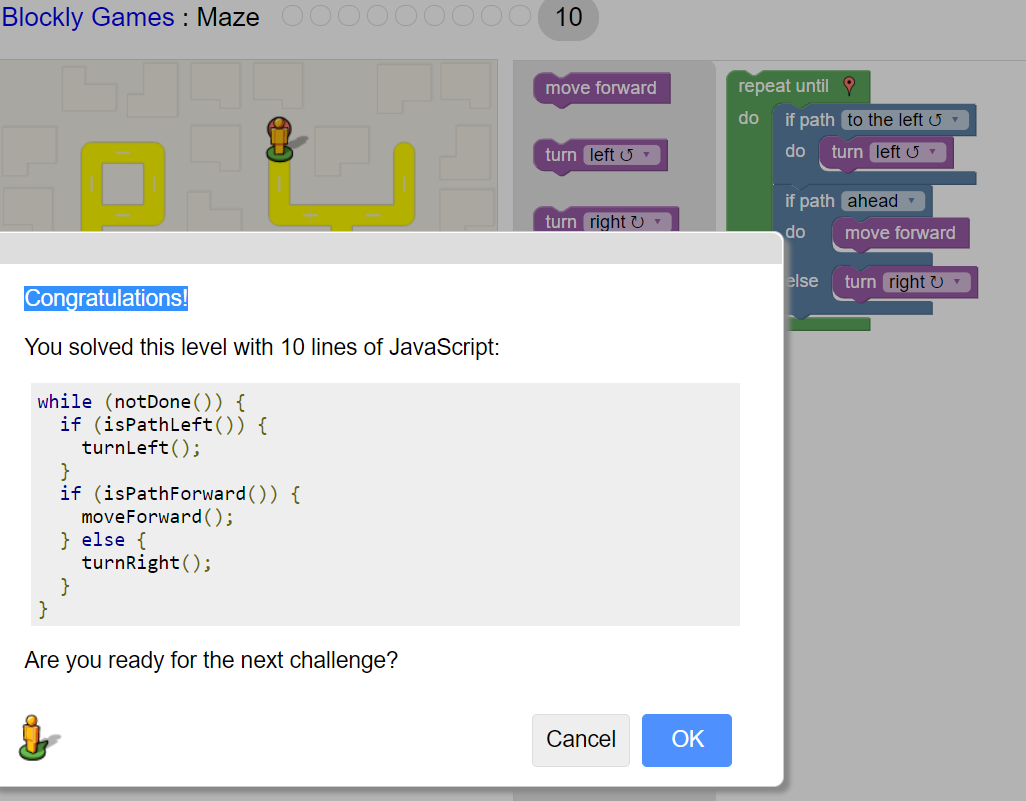 Blockly Games : Maze 10
move forward
turn left ↺ ▼
turn right ↻ ▼
repeat until
do
if path to the left ↺ ▼
do turn left ↺ ▼
if path ahead ▼
do move forward
else turn right ↻ ▼
Congratulations!
You solved this level with 10 lines of JavaScript:
while (notDone()) {
  if (isPathLeft()) {
    turnLeft();
  }
  if (isPathForward()) {
    moveForward();
  } else {
    turnRight();
  }
}
Are you ready for the next challenge?
Cancel OK